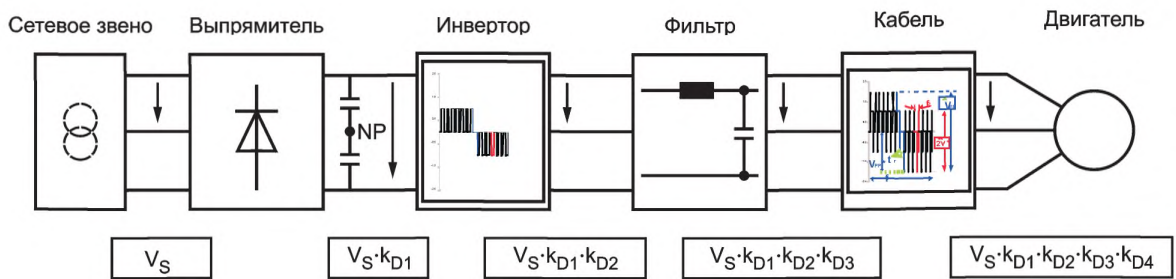 Сетевое звено Выпрямитель Инвертор Фильтр Кабель Двигатель
NP
V_S V_S·k_D1 V_S·k_D1·k_D2 V_S·k_D1·k_D2·k_D3 V_S·k_D1·k_D2·k_D3·k_D4